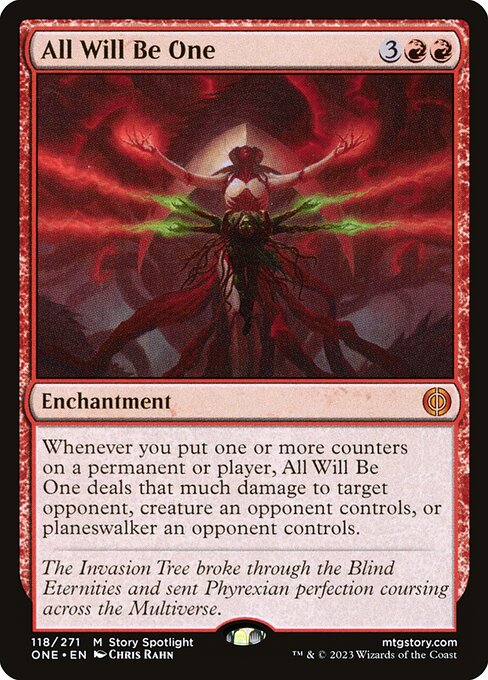 All Will Be One 3
Enchantment
Whenever you put one or more counters
on a permanent or player, All Will Be
One deals that much damage to target
opponent, creature an opponent controls, or
planeswalker an opponent controls.
The Invasion Tree broke through the Blind
Eternities and sent Phyrexian perfection coursing
across the Multiverse.
118/271 M Story Spotlight mtgstory.com
ONE • EN Chris Rahn ™ & © 2023 Wizards of the Coast